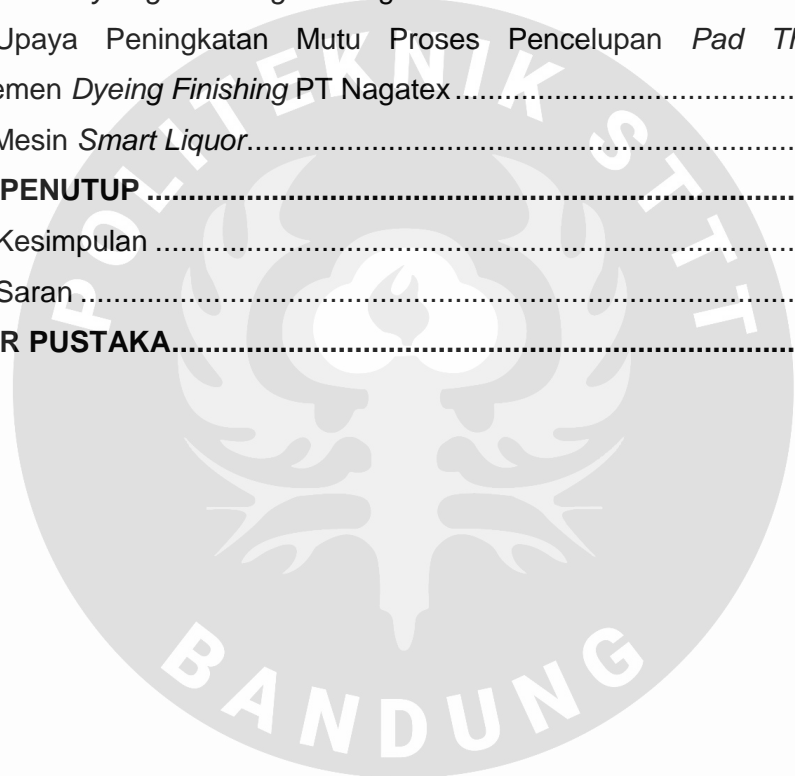 Upaya Peningkatan Mutu Proses Pencelupan Pad
emen Dyeing Finishing PT Nagatex ....................................
Mesin Smart Liquor................................................................
PENUTUP ..............................................................................
Kesimpulan ...........................................................................
Saran .....................................................................................
R PUSTAKA...........................................................................
POLITEKNIK STTT
BANDUNG